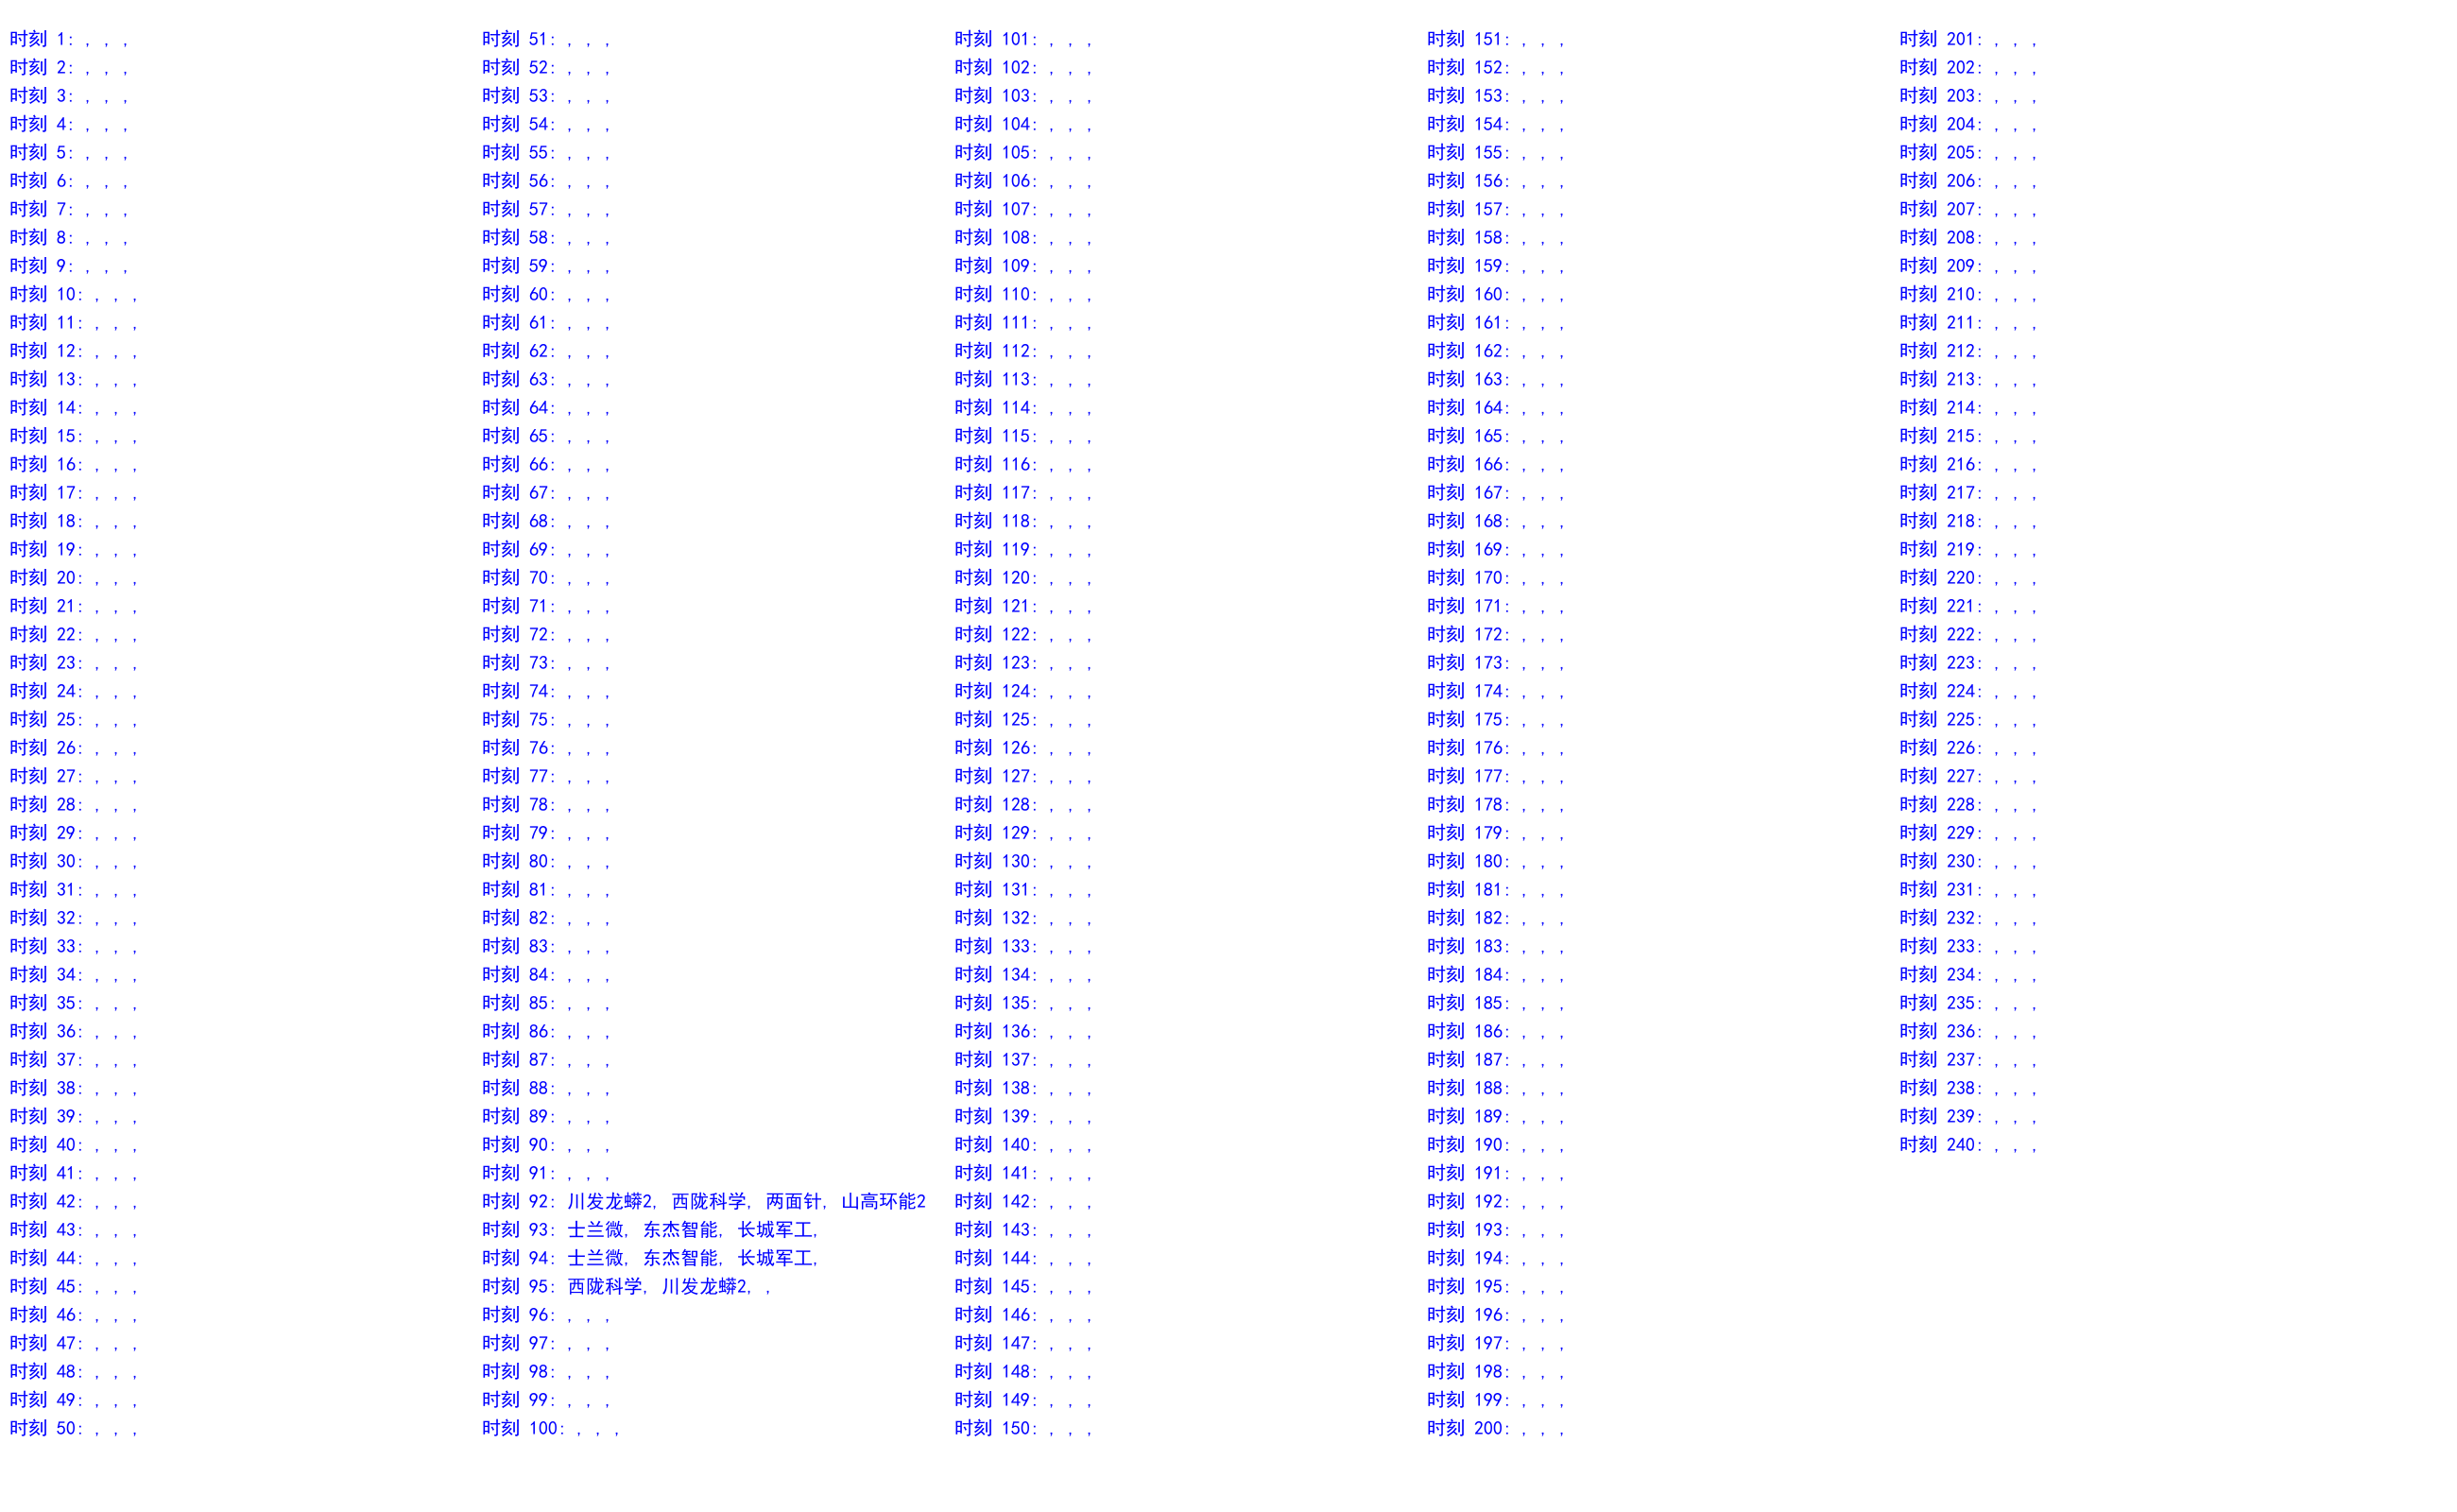 时刻 1: , , ,
时刻 2: , , ,
时刻 3: , , ,
时刻 4: , , ,
时刻 5: , , ,
时刻 6: , , ,
时刻 7: , , ,
时刻 8: , , ,
时刻 9: , , ,
时刻 10: , , ,
时刻 11: , , ,
时刻 12: , , ,
时刻 13: , , ,
时刻 14: , , ,
时刻 15: , , ,
时刻 16: , , ,
时刻 17: , , ,
时刻 18: , , ,
时刻 19: , , ,
时刻 20: , , ,
时刻 21: , , ,
时刻 22: , , ,
时刻 23: , , ,
时刻 24: , , ,
时刻 25: , , ,
时刻 26: , , ,
时刻 27: , , ,
时刻 28: , , ,
时刻 29: , , ,
时刻 30: , , ,
时刻 31: , , ,
时刻 32: , , ,
时刻 33: , , ,
时刻 34: , , ,
时刻 35: , , ,
时刻 36: , , ,
时刻 37: , , ,
时刻 38: , , ,
时刻 39: , , ,
时刻 40: , , ,
时刻 41: , , ,
时刻 42: , , ,
时刻 43: , , ,
时刻 44: , , ,
时刻 45: , , ,
时刻 46: , , ,
时刻 47: , , ,
时刻 48: , , ,
时刻 49: , , ,
时刻 50: , , ,
时刻 51: , , ,
时刻 52: , , ,
时刻 53: , , ,
时刻 54: , , ,
时刻 55: , , ,
时刻 56: , , ,
时刻 57: , , ,
时刻 58: , , ,
时刻 59: , , ,
时刻 60: , , ,
时刻 61: , , ,
时刻 62: , , ,
时刻 63: , , ,
时刻 64: , , ,
时刻 65: , , ,
时刻 66: , , ,
时刻 67: , , ,
时刻 68: , , ,
时刻 69: , , ,
时刻 70: , , ,
时刻 71: , , ,
时刻 72: , , ,
时刻 73: , , ,
时刻 74: , , ,
时刻 75: , , ,
时刻 76: , , ,
时刻 77: , , ,
时刻 78: , , ,
时刻 79: , , ,
时刻 80: , , ,
时刻 81: , , ,
时刻 82: , , ,
时刻 83: , , ,
时刻 84: , , ,
时刻 85: , , ,
时刻 86: , , ,
时刻 87: , , ,
时刻 88: , , ,
时刻 89: , , ,
时刻 90: , , ,
时刻 91: , , ,
时刻 92: 川发龙蟒2, 西陇科学, 两面针, 山高环能2
时刻 93: 士兰微, 东杰智能, 长城军工,
时刻 94: 士兰微, 东杰智能, 长城军工,
时刻 95: 西陇科学, 川发龙蟒2, ,
时刻 96: , , ,
时刻 97: , , ,
时刻 98: , , ,
时刻 99: , , ,
时刻 100: , , ,
时刻 101: , , ,
时刻 102: , , ,
时刻 103: , , ,
时刻 104: , , ,
时刻 105: , , ,
时刻 106: , , ,
时刻 107: , , ,
时刻 108: , , ,
时刻 109: , , ,
时刻 110: , , ,
时刻 111: , , ,
时刻 112: , , ,
时刻 113: , , ,
时刻 114: , , ,
时刻 115: , , ,
时刻 116: , , ,
时刻 117: , , ,
时刻 118: , , ,
时刻 119: , , ,
时刻 120: , , ,
时刻 121: , , ,
时刻 122: , , ,
时刻 123: , , ,
时刻 124: , , ,
时刻 125: , , ,
时刻 126: , , ,
时刻 127: , , ,
时刻 128: , , ,
时刻 129: , , ,
时刻 130: , , ,
时刻 131: , , ,
时刻 132: , , ,
时刻 133: , , ,
时刻 134: , , ,
时刻 135: , , ,
时刻 136: , , ,
时刻 137: , , ,
时刻 138: , , ,
时刻 139: , , ,
时刻 140: , , ,
时刻 141: , , ,
时刻 142: , , ,
时刻 143: , , ,
时刻 144: , , ,
时刻 145: , , ,
时刻 146: , , ,
时刻 147: , , ,
时刻 148: , , ,
时刻 149: , , ,
时刻 150: , , ,
时刻 151: , , ,
时刻 152: , , ,
时刻 153: , , ,
时刻 154: , , ,
时刻 155: , , ,
时刻 156: , , ,
时刻 157: , , ,
时刻 158: , , ,
时刻 159: , , ,
时刻 160: , , ,
时刻 161: , , ,
时刻 162: , , ,
时刻 163: , , ,
时刻 164: , , ,
时刻 165: , , ,
时刻 166: , , ,
时刻 167: , , ,
时刻 168: , , ,
时刻 169: , , ,
时刻 170: , , ,
时刻 171: , , ,
时刻 172: , , ,
时刻 173: , , ,
时刻 174: , , ,
时刻 175: , , ,
时刻 176: , , ,
时刻 177: , , ,
时刻 178: , , ,
时刻 179: , , ,
时刻 180: , , ,
时刻 181: , , ,
时刻 182: , , ,
时刻 183: , , ,
时刻 184: , , ,
时刻 185: , , ,
时刻 186: , , ,
时刻 187: , , ,
时刻 188: , , ,
时刻 189: , , ,
时刻 190: , , ,
时刻 191: , , ,
时刻 192: , , ,
时刻 193: , , ,
时刻 194: , , ,
时刻 195: , , ,
时刻 196: , , ,
时刻 197: , , ,
时刻 198: , , ,
时刻 199: , , ,
时刻 200: , , ,
时刻 201: , , ,
时刻 202: , , ,
时刻 203: , , ,
时刻 204: , , ,
时刻 205: , , ,
时刻 206: , , ,
时刻 207: , , ,
时刻 208: , , ,
时刻 209: , , ,
时刻 210: , , ,
时刻 211: , , ,
时刻 212: , , ,
时刻 213: , , ,
时刻 214: , , ,
时刻 215: , , ,
时刻 216: , , ,
时刻 217: , , ,
时刻 218: , , ,
时刻 219: , , ,
时刻 220: , , ,
时刻 221: , , ,
时刻 222: , , ,
时刻 223: , , ,
时刻 224: , , ,
时刻 225: , , ,
时刻 226: , , ,
时刻 227: , , ,
时刻 228: , , ,
时刻 229: , , ,
时刻 230: , , ,
时刻 231: , , ,
时刻 232: , , ,
时刻 233: , , ,
时刻 234: , , ,
时刻 235: , , ,
时刻 236: , , ,
时刻 237: , , ,
时刻 238: , , ,
时刻 239: , , ,
时刻 240: , , ,